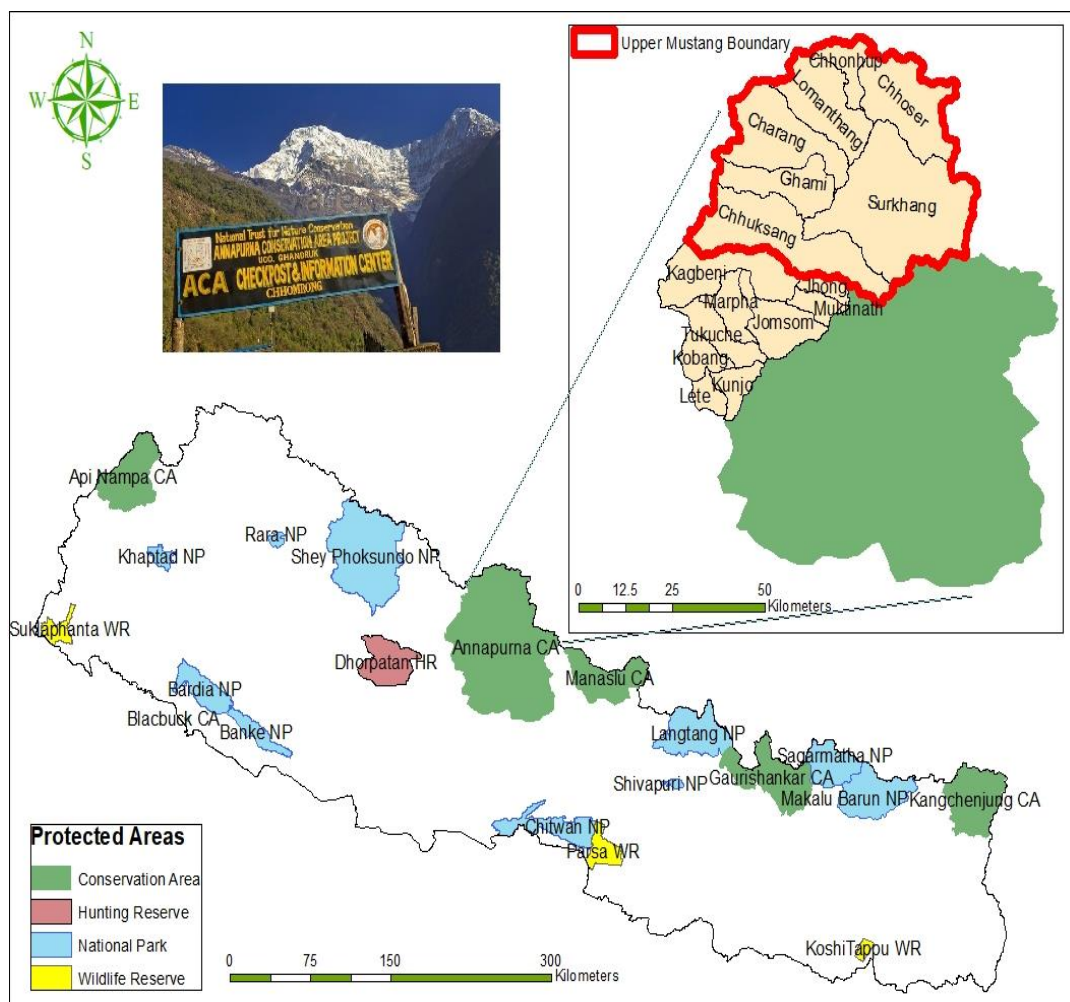 N
W E
S
National Trust for Nature Conservation
ANNAPURNA CONSERVATION AREA PROJECT
UCO. GHANDRUK
ACA CHECKPOST & INFORMATION CENTER
CHHOMRONG
Upper Mustang Boundary
Chhonhup
Lomanthang
Chhoser
Charang
Ghami
Surkhang
Chhuksang
Kagbeni
Jhong
Marpha
Muktinath
Jomsom
Tukuche
Kobang
Kunjo
Lete
0 12.5 25 50
Kilometers
Api Nampa CA
Rara NP
Khaptad NP
Shey Phoksundo NP
Suklaphanta WR
Dhorpatan HR
Annapurna CA
Manaslu CA
Bardia NP
Blacbuck CA
Banke NP
Langtang NP
Sagarmatha NP
Shivapuri NP
Gaurishankar CA
Makalu Barun NP
Kangchenjung CA
Chitwan NP
Parsa WR
KoshiTappu WR
Protected Areas
Conservation Area
Hunting Reserve
National Park
Wildlife Reserve
0 75 150 300
Kilometers